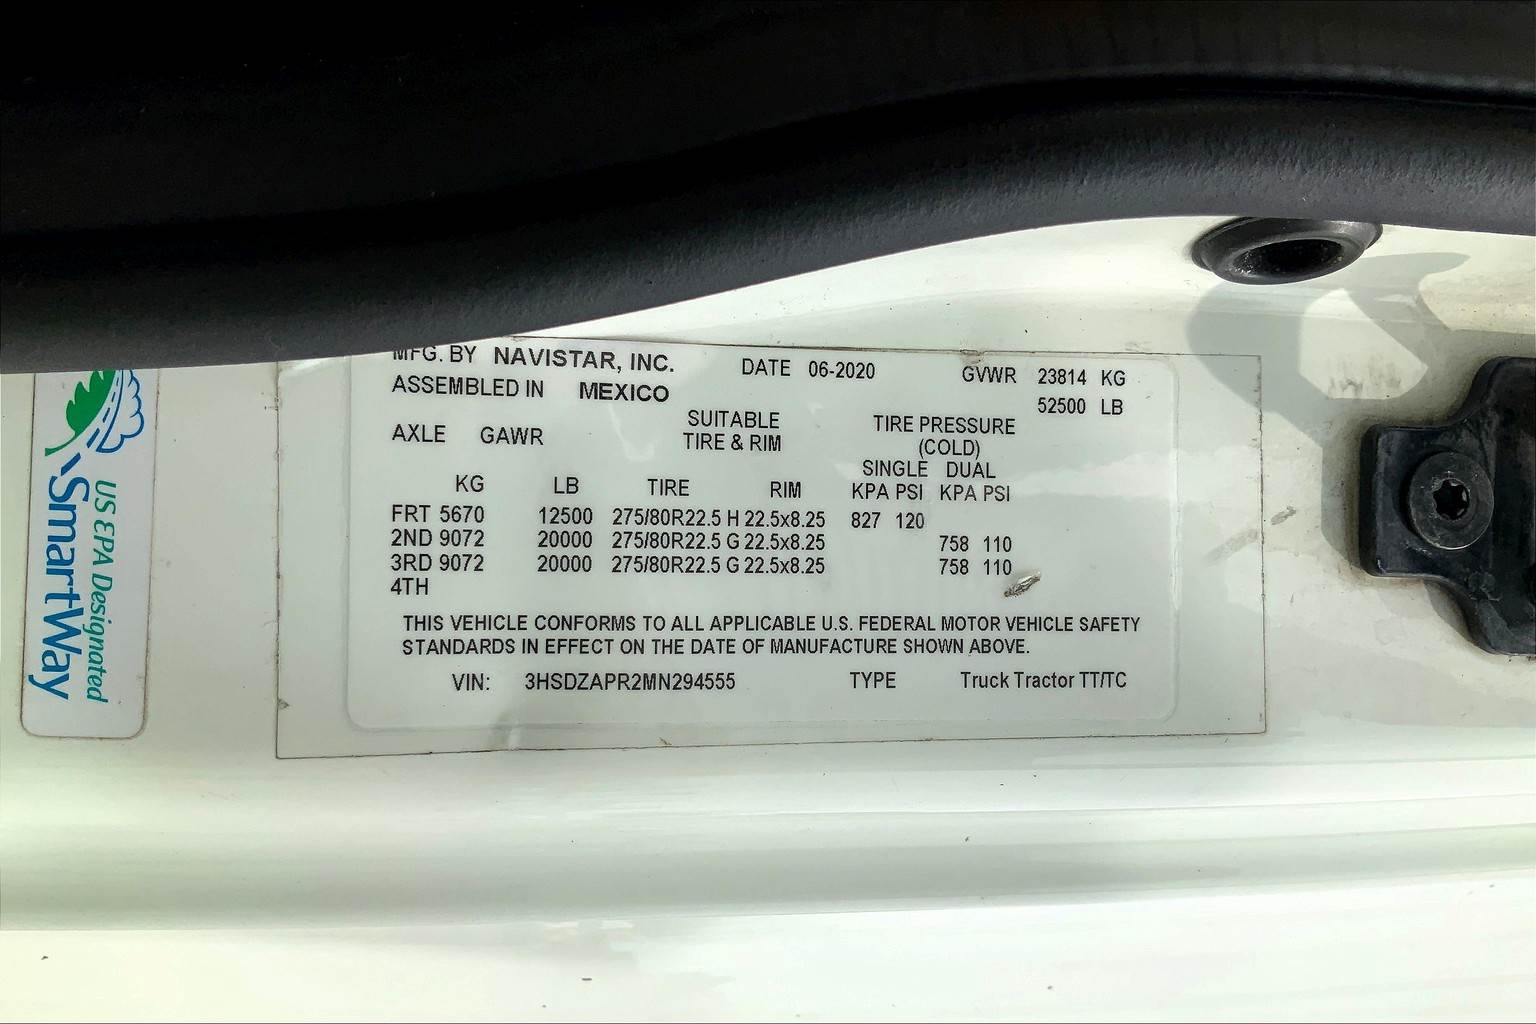 MFG. BY NAVISTAR, INC. DATE 06-2020 GVWR 23814 KG
ASSEMBLED IN MEXICO 52500 LB
AXLE GAWR SUITABLE TIRE PRESSURE
TIRE & RIM (COLD)
SINGLE DUAL
KG LB TIRE RIM KPA PSI KPA PSI
FRT 5670 12500 275/80R22.5 H 22.5x8.25 827 120
2ND 9072 20000 275/80R22.5 G 22.5x8.25 758 110
3RD 9072 20000 275/80R22.5 G 22.5x8.25 758 110
4TH
THIS VEHICLE CONFORMS TO ALL APPLICABLE U.S. FEDERAL MOTOR VEHICLE SAFETY
STANDARDS IN EFFECT ON THE DATE OF MANUFACTURE SHOWN ABOVE.
VIN: 3HSDZAPR2MN294555 TYPE Truck Tractor TT/TC
US EPA Designated
SmartWay